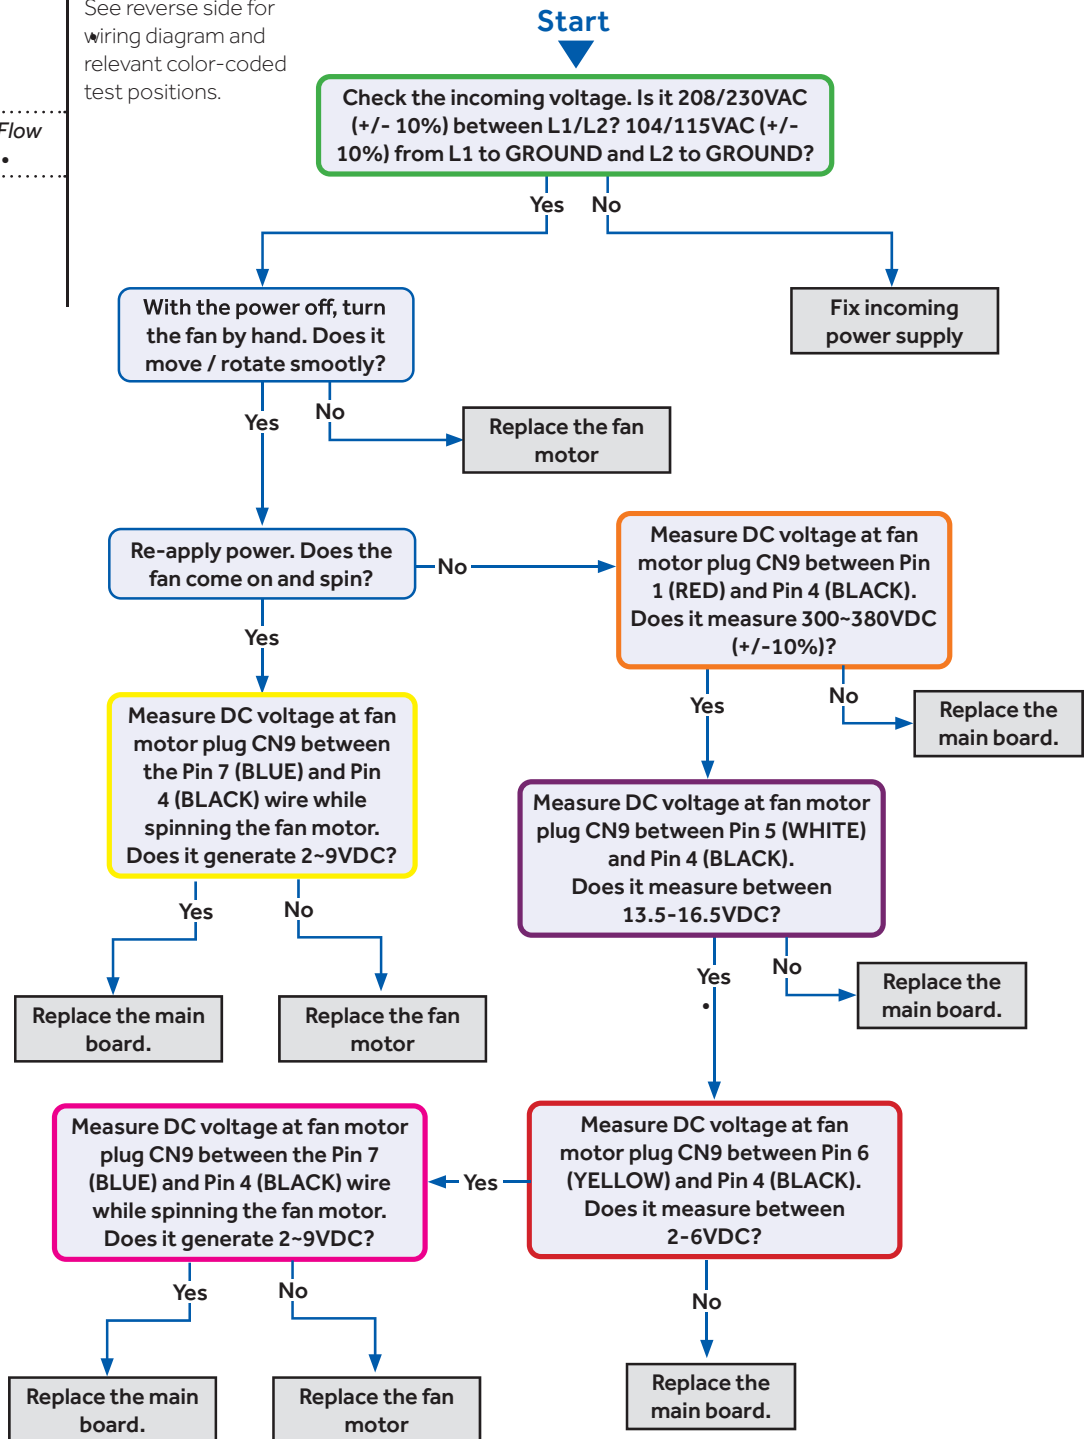 See reverse side for
wiring diagram and
relevant color-coded
test positions.
Flow
Start
Check the incoming voltage. Is it 208/230VAC
(+/- 10%) between L1/L2? 104/115VAC (+/-
10%) from L1 to GROUND and L2 to GROUND?
Yes
No
With the power off, turn
the fan by hand. Does it
move / rotate smootly?
Fix incoming
power supply
Yes
No
Replace the fan
motor
Re-apply power. Does the
fan come on and spin?
No
Measure DC voltage at fan
motor plug CN9 between Pin
1 (RED) and Pin 4 (BLACK).
Does it measure 300~380VDC
(+/-10%)?
Yes
Yes
No
Replace the
main board.
Measure DC voltage at fan
motor plug CN9 between
the Pin 7 (BLUE) and Pin
4 (BLACK) wire while
spinning the fan motor.
Does it generate 2~9VDC?
Measure DC voltage at fan motor
plug CN9 between Pin 5 (WHITE)
and Pin 4 (BLACK).
Does it measure between
13.5-16.5VDC?
Yes
No
Yes
No
Replace the
main board.
Replace the main
board.
Replace the fan
motor
Measure DC voltage at fan motor
plug CN9 between the Pin 7
(BLUE) and Pin 4 (BLACK) wire
while spinning the fan motor.
Does it generate 2~9VDC?
Yes
Measure DC voltage at fan
motor plug CN9 between Pin 6
(YELLOW) and Pin 4 (BLACK).
Does it measure between
2-6VDC?
Yes
No
No
Replace the main
board.
Replace the fan
motor
Replace the
main board.